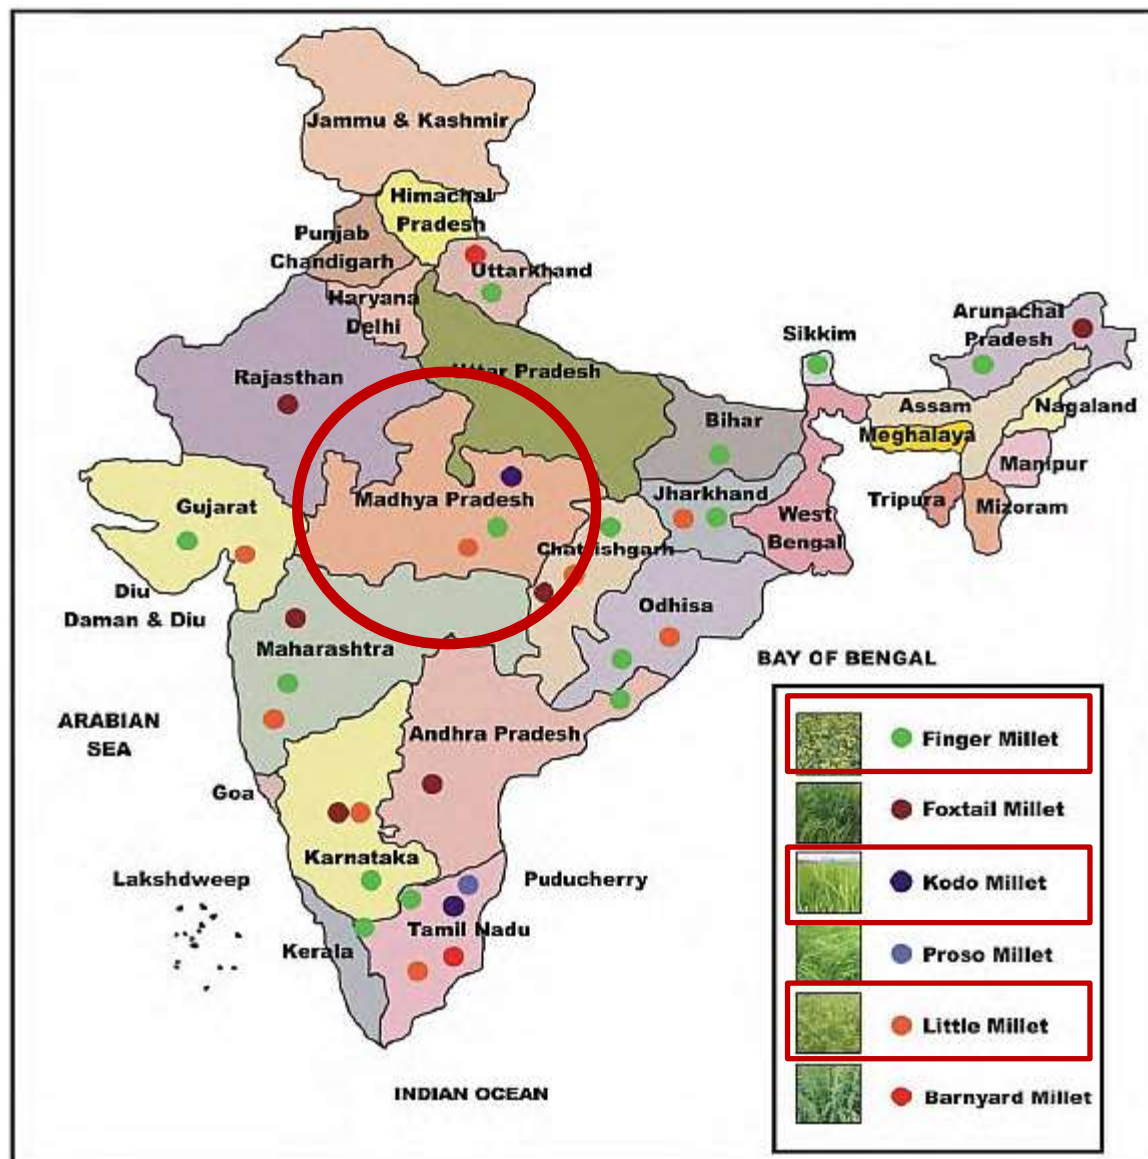 Jammu & Kashmir
Himachal
Pradesh
Punjab
Chandigarh
Uttarkhand
Haryana
Delhi
Arunachal
Pradesh
Sikkim
Rajasthan
Uttar Pradesh
Assam
Nagaland
Bihar
Meghalaya
Manipur
Gujarat
Madhya Pradesh
Jharkhand
Tripura
Mizoram
West
Bengal
Chattishgarh
Diu
Daman & Diu
Odhisa
Maharashtra
BAY OF BENGAL
ARABIAN
SEA
Andhra Pradesh
Goa
Karnataka
Lakshdweep
Puducherry
Tamil Nadu
Kerala
INDIAN OCEAN
Finger Millet
Foxtail Millet
Kodo Millet
Proso Millet
Little Millet
Barnyard Millet